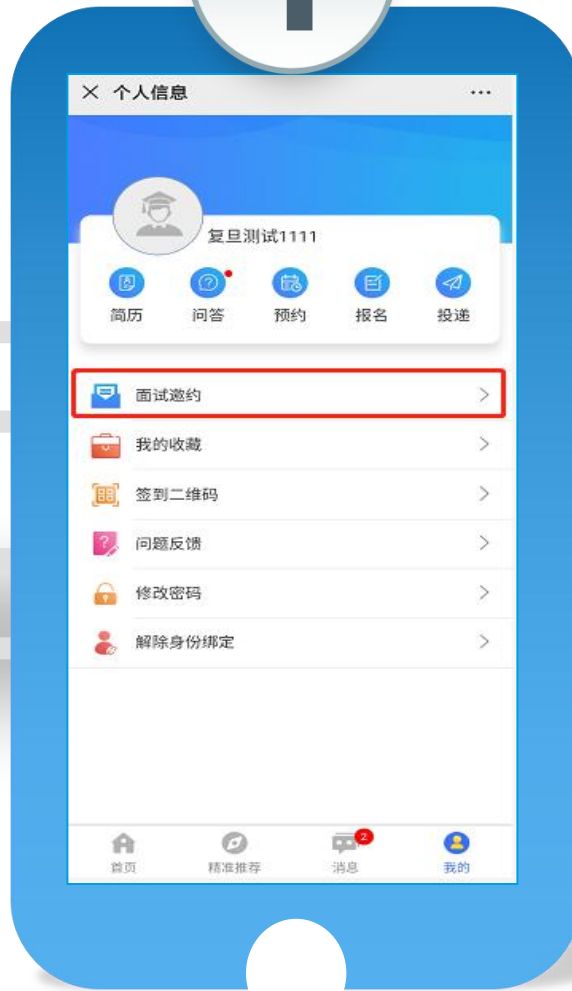 个人信息
复旦测试1111
简历 问答 预约 报名 投递
面试邀约
我的收藏
签到二维码
问题反馈
修改密码
解除身份绑定
2
首页 精准推荐 消息 我的